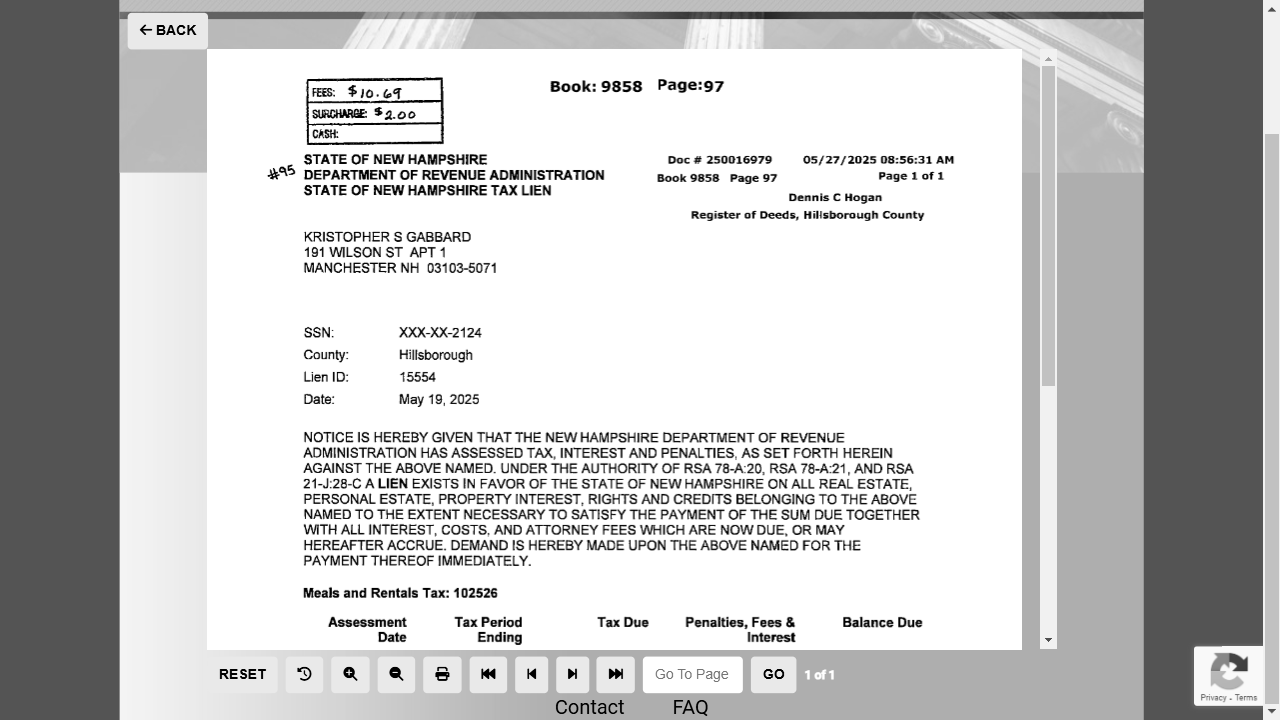 BACK
FEES: $10.69
SURCHARGE: $2.00
CASH:
Book: 9858 Page:97
#95
STATE OF NEW HAMPSHIRE
DEPARTMENT OF REVENUE ADMINISTRATION
STATE OF NEW HAMPSHIRE TAX LIEN
Doc # 250016979 05/27/2025 08:56:31 AM
Book 9858 Page 97 Page 1 of 1
Dennis C Hogan
Register of Deeds, Hillsborough County
KRISTOPHER S GABBARD
191 WILSON ST APT 1
MANCHESTER NH 03103-5071
SSN: XXX-XX-2124
County: Hillsborough
Lien ID: 15554
Date: May 19, 2025
NOTICE IS HEREBY GIVEN THAT THE NEW HAMPSHIRE DEPARTMENT OF REVENUE
ADMINISTRATION HAS ASSESSED TAX, INTEREST AND PENALTIES, AS SET FORTH HEREIN
AGAINST THE ABOVE NAMED. UNDER THE AUTHORITY OF RSA 78-A:20, RSA 78-A:21, AND RSA
21-J:28-C A LIEN EXISTS IN FAVOR OF THE STATE OF NEW HAMPSHIRE ON ALL REAL ESTATE,
PERSONAL ESTATE, PROPERTY INTEREST, RIGHTS AND CREDITS BELONGING TO THE ABOVE
NAMED TO THE EXTENT NECESSARY TO SATISFY THE PAYMENT OF THE SUM DUE TOGETHER
WITH ALL INTEREST, COSTS, AND ATTORNEY FEES WHICH ARE NOW DUE, OR MAY
HEREAFTER ACCRUE. DEMAND IS HEREBY MADE UPON THE ABOVE NAMED FOR THE
PAYMENT THEREOF IMMEDIATELY.
Meals and Rentals Tax: 102526
Assessment Tax Period Tax Due Penalties, Fees & Balance Due
Date Ending Interest
RESET Go To Page GO 1 of 1
Privacy - Terms
Contact FAQ